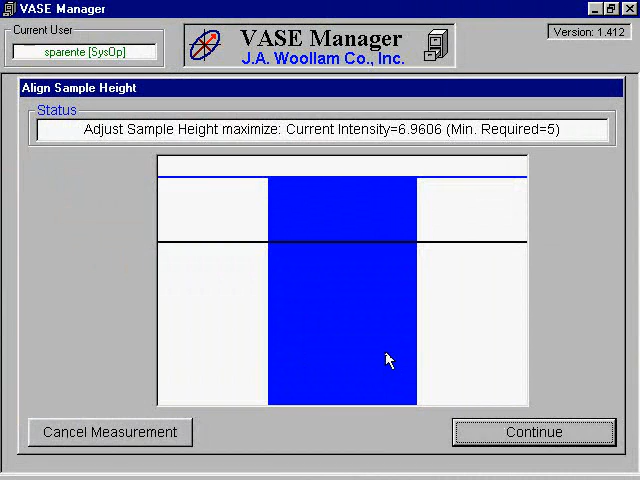 VASE Manager
Current User
sparente [SysOp]
VASE Manager
J.A. Woollam Co., Inc.
Version: 1.412
Align Sample Height
Status
Adjust Sample Height maximize: Current Intensity=6.9606 (Min. Required=5)
Cancel Measurement
Continue